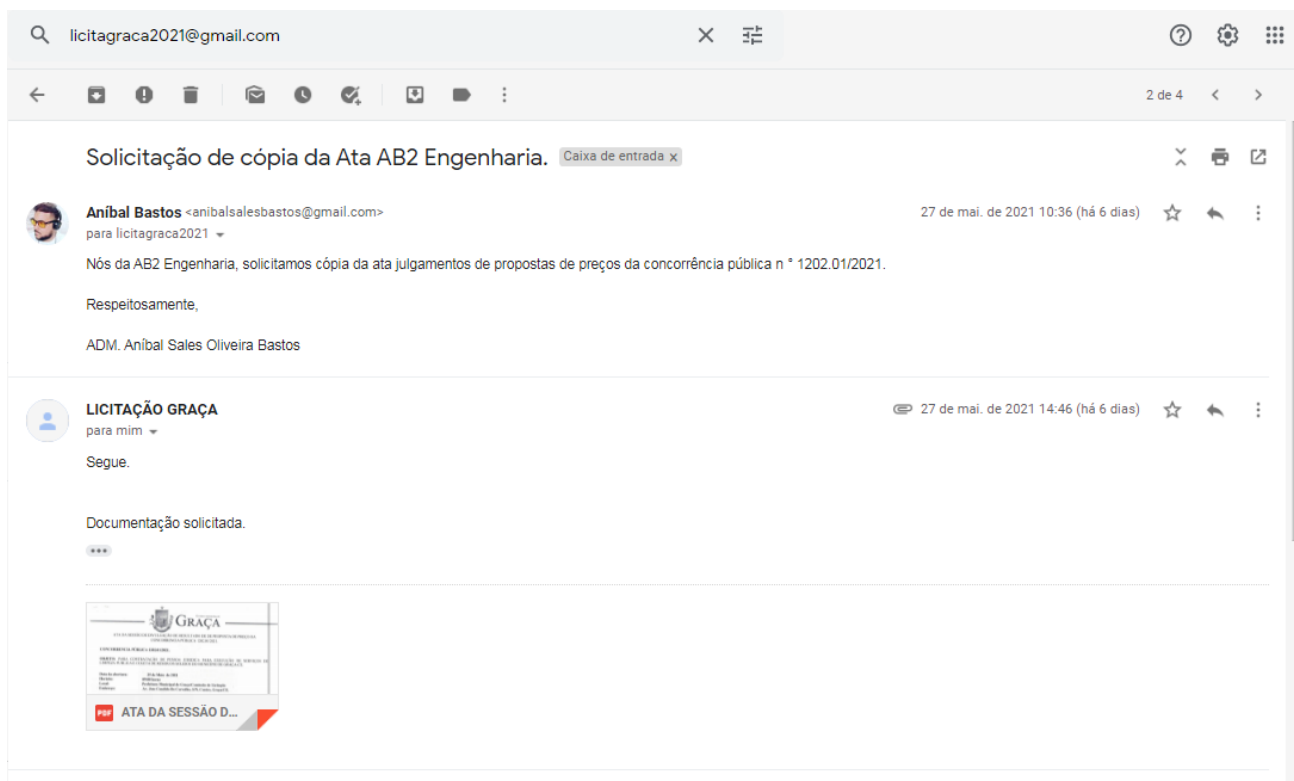 licitagraca2021@gmail.com
2 de 4
Solicitação de cópia da Ata AB2 Engenharia. Caixa de entrada x
Aníbal Bastos <anibalsalesbastos@gmail.com> 27 de mai. de 2021 10:36 (há 6 dias)
para licitagraca2021
Nós da AB2 Engenharia, solicitamos cópia da ata julgamentos de propostas de preços da concorrência pública n ° 1202.01/2021.
Respeitosamente,
ADM. Aníbal Sales Oliveira Bastos
LICITAÇÃO GRAÇA 27 de mai. de 2021 14:46 (há 6 dias)
para mim
Segue.
Documentação solicitada.
GRAÇA
PDF ATA DA SESSÃO D...